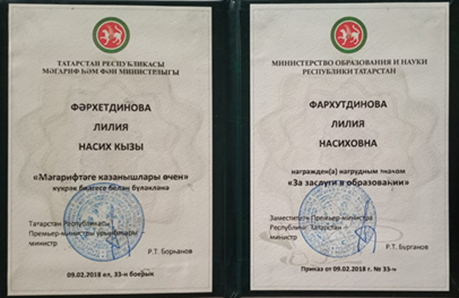 ТАТАРСТАН РЕСПУБЛИКАСЫ
МӘГАРИФ ҺӘМ ФӘН МИНИСТРЛЫГЫ
ФӘРХЕТДИНОВА
ЛИЛИЯ
НАСИХ КЫЗЫ
«Мәгарифтәге казанышлары өчен»
күкрәк билгесе белән бүләкләнә
Татарстан Республикасы
Премьер-министры урынбасары
министр
Р.Т. Борһанов
09.02.2018 ел, 33-н боерык
МИНИСТЕРСТВО ОБРАЗОВАНИЯ И НАУКИ
РЕСПУБЛИКИ ТАТАРСТАН
ФАРХУТДИНОВА
ЛИЛИЯ
НАСИХОВНА
награжден(а) нагрудным знаком
«За заслуги в образовании»
Заместитель Премьер-министра
Республики Татарстан –
министр
Р.Т. Бурганов
Приказ от 09.02.2018 г. № 33-н